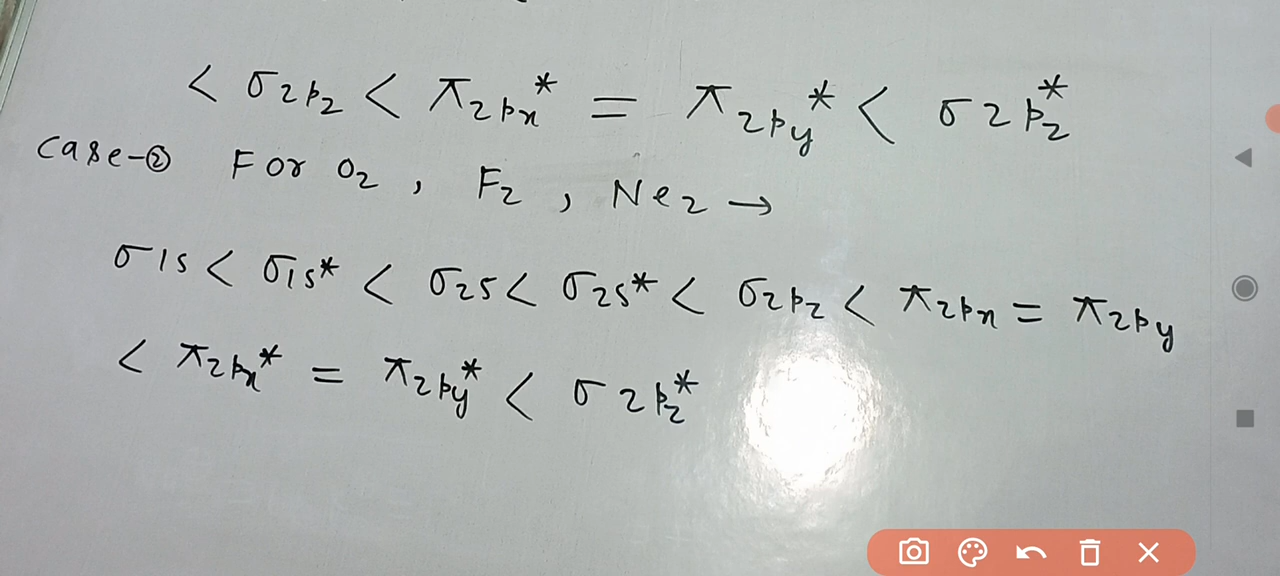 < σ2pz < π2px* = π2py* < σ2pz*
Case-② For O2, F2, Ne2 →
σ1s < σ1s* < σ2s < σ2s* < σ2pz < π2px = π2py
< π2px* = π2py* < σ2pz*